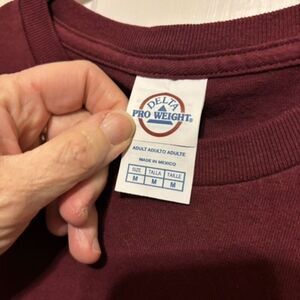 DELTA
PRO WEIGHT®
ADULT ADULTO ADULTE
MADE IN MEXICO
SIZE TALLA TAILLE
M M M